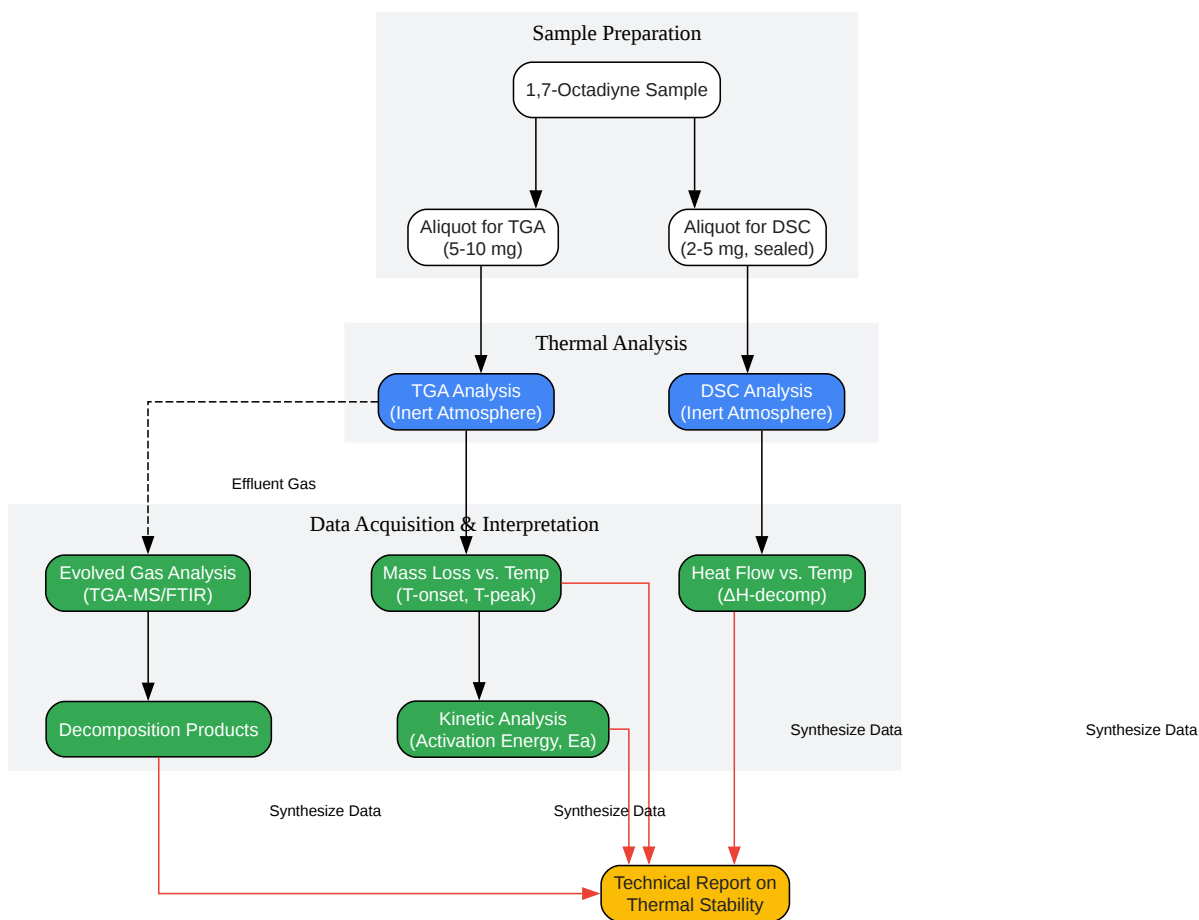 Sample Preparation
1,7-Octadiyne Sample
Aliquot for TGA
(5-10 mg)
Aliquot for DSC
(2-5 mg, sealed)
Thermal Analysis
TGA Analysis
(Inert Atmosphere)
DSC Analysis
(Inert Atmosphere)
Effluent Gas
Data Acquisition & Interpretation
Evolved Gas Analysis
(TGA-MS/FTIR)
Mass Loss vs. Temp
(T-onset, T-peak)
Heat Flow vs. Temp
(ΔH-decomp)
Decomposition Products
Kinetic Analysis
(Activation Energy, Ea)
Synthesize Data
Synthesize Data
Synthesize Data
Synthesize Data
Technical Report on
Thermal Stability